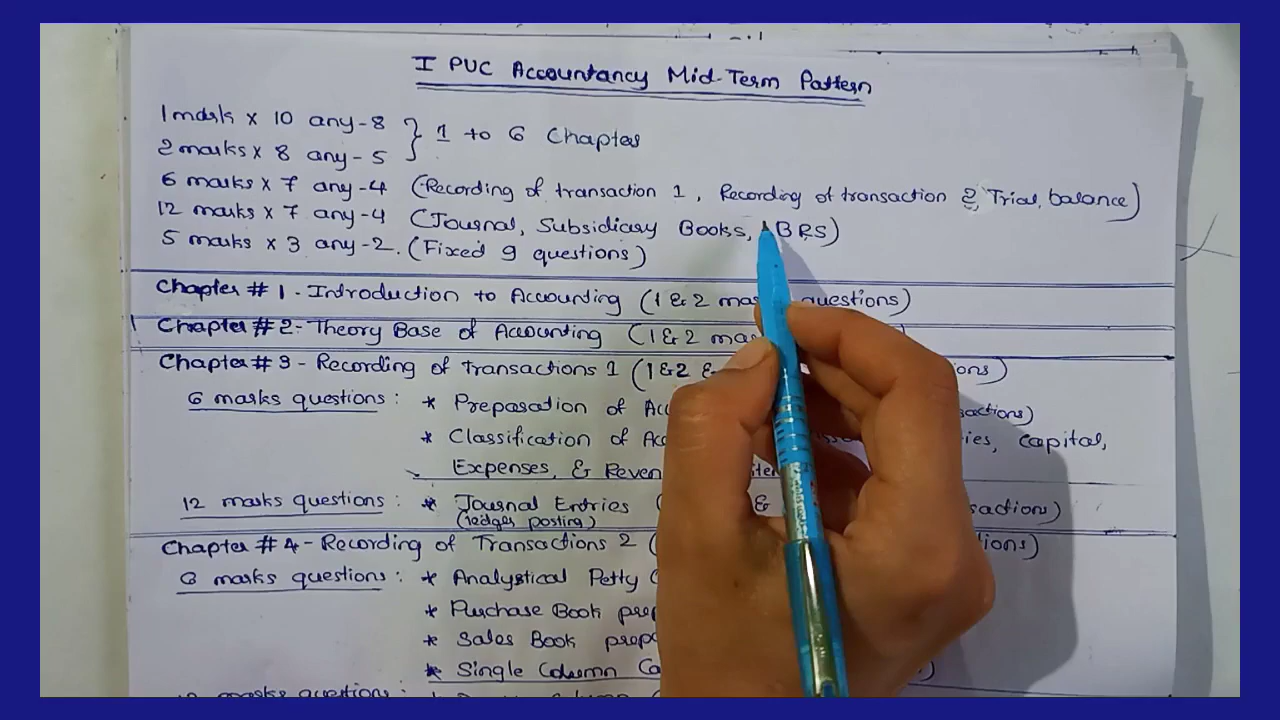 I PUC Accountancy Mid-Term Pattern
1 mark x 10 any-8 } 1 to 6 Chapter
2 marks x 8 any-5
6 marks x 7 any-4 (Recording of transaction 1, Recording of transaction 2, Trial balance)
12 marks x 7 any-4 (Journal, Subsidiary Books, BRS)
5 marks x 3 any-2. (Fixed 9 questions)
Chapter # 1 - Introduction to Accounting (1 & 2 questions)
Chapter # 2 - Theory Base of Accounting (1 & 2
Chapter # 3 - Recording of transactions 1 (1 & 2 &
6 marks questions : * Preparation of
* Classification of capital,
Expenses, &
12 marks questions : * Journal Entries
(ledger posting)
Chapter # 4 - Recording of Transactions 2 (
6 marks questions : * Analytical Petty
* Purchase Book
* Sales Book
* Single Column
12 marks questions :